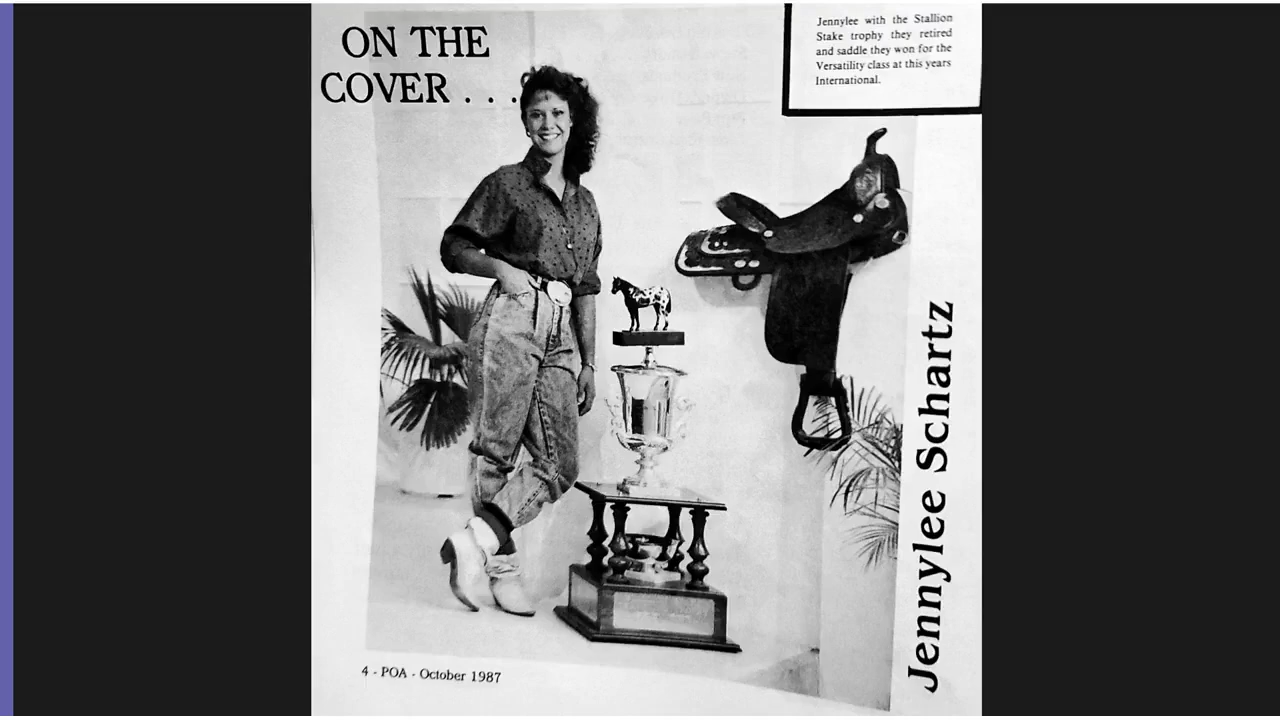 ON THE
COVER . . .
Jennylee with the Stallion
Stake trophy they retired
and saddle they won for the
Versatility class at this years
International.
Jennylee Schartz
4 - POA - October 1987